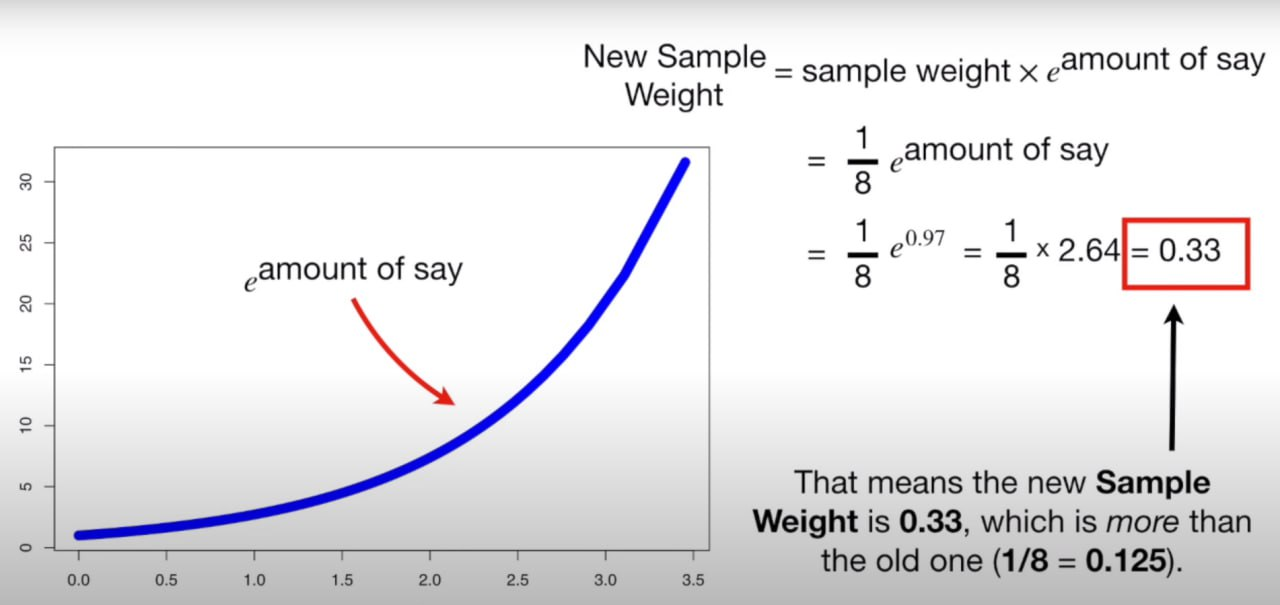 New Sample
Weight
= sample weight × e^amount of say
= 1/8 e^amount of say
= 1/8 e^0.97 = 1/8 × 2.64 = 0.33
e^amount of say
30
25
20
15
10
5
0
0.0 0.5 1.0 1.5 2.0 2.5 3.0 3.5
That means the new Sample
Weight is 0.33, which is more than
the old one (1/8 = 0.125).